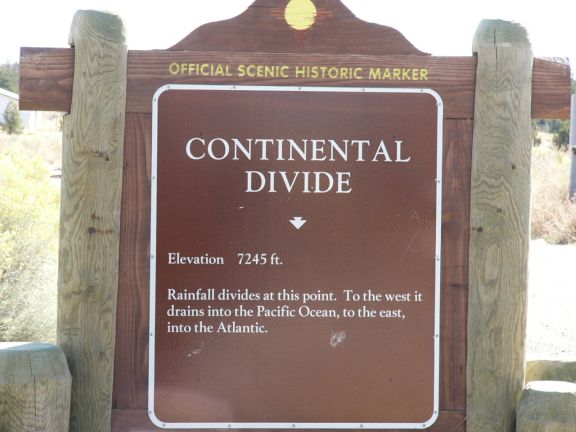 OFFICIAL SCENIC HISTORIC MARKER
CONTINENTAL
DIVIDE
Elevation 7245 ft.
Rainfall divides at this point. To the west it
drains into the Pacific Ocean, to the east,
into the Atlantic.